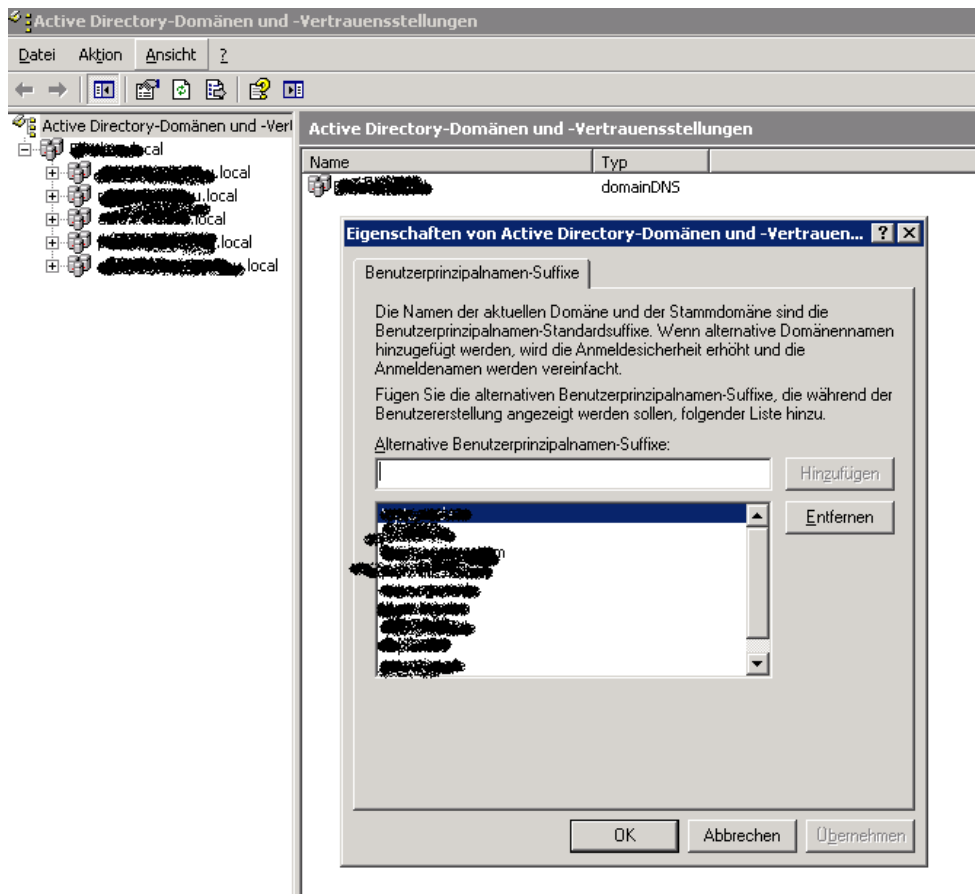 Active Directory-Domänen und -Vertrauensstellungen
Datei Aktion Ansicht ?
Active Directory-Domänen und -Vert
cal
.local
u.local
local
.local
.local
Active Directory-Domänen und -Vertrauensstellungen
Name Typ
domainDNS
Eigenschaften von Active Directory-Domänen und -Vertrauen... ? X
Benutzerprinzipalnamen-Suffixe
Die Namen der aktuellen Domäne und der Stammdomäne sind die
Benutzerprinzipalnamen-Standardsuffixe. Wenn alternative Domänennamen
hinzugefügt werden, wird die Anmeldesicherheit erhöht und die
Anmeldenamen werden vereinfacht.
Fügen Sie die alternativen Benutzerprinzipalnamen-Suffixe, die während der
Benutzererstellung angezeigt werden sollen, folgender Liste hinzu.
Alternative Benutzerprinzipalnamen-Suffixe:
Hinzufügen
Entfernen
OK Abbrechen Übernehmen